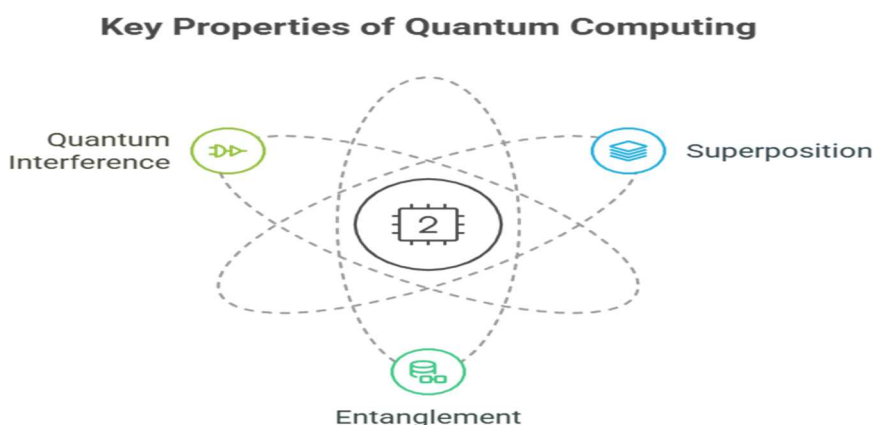 Key Properties of Quantum Computing
Quantum
Interference
Superposition
2
Entanglement